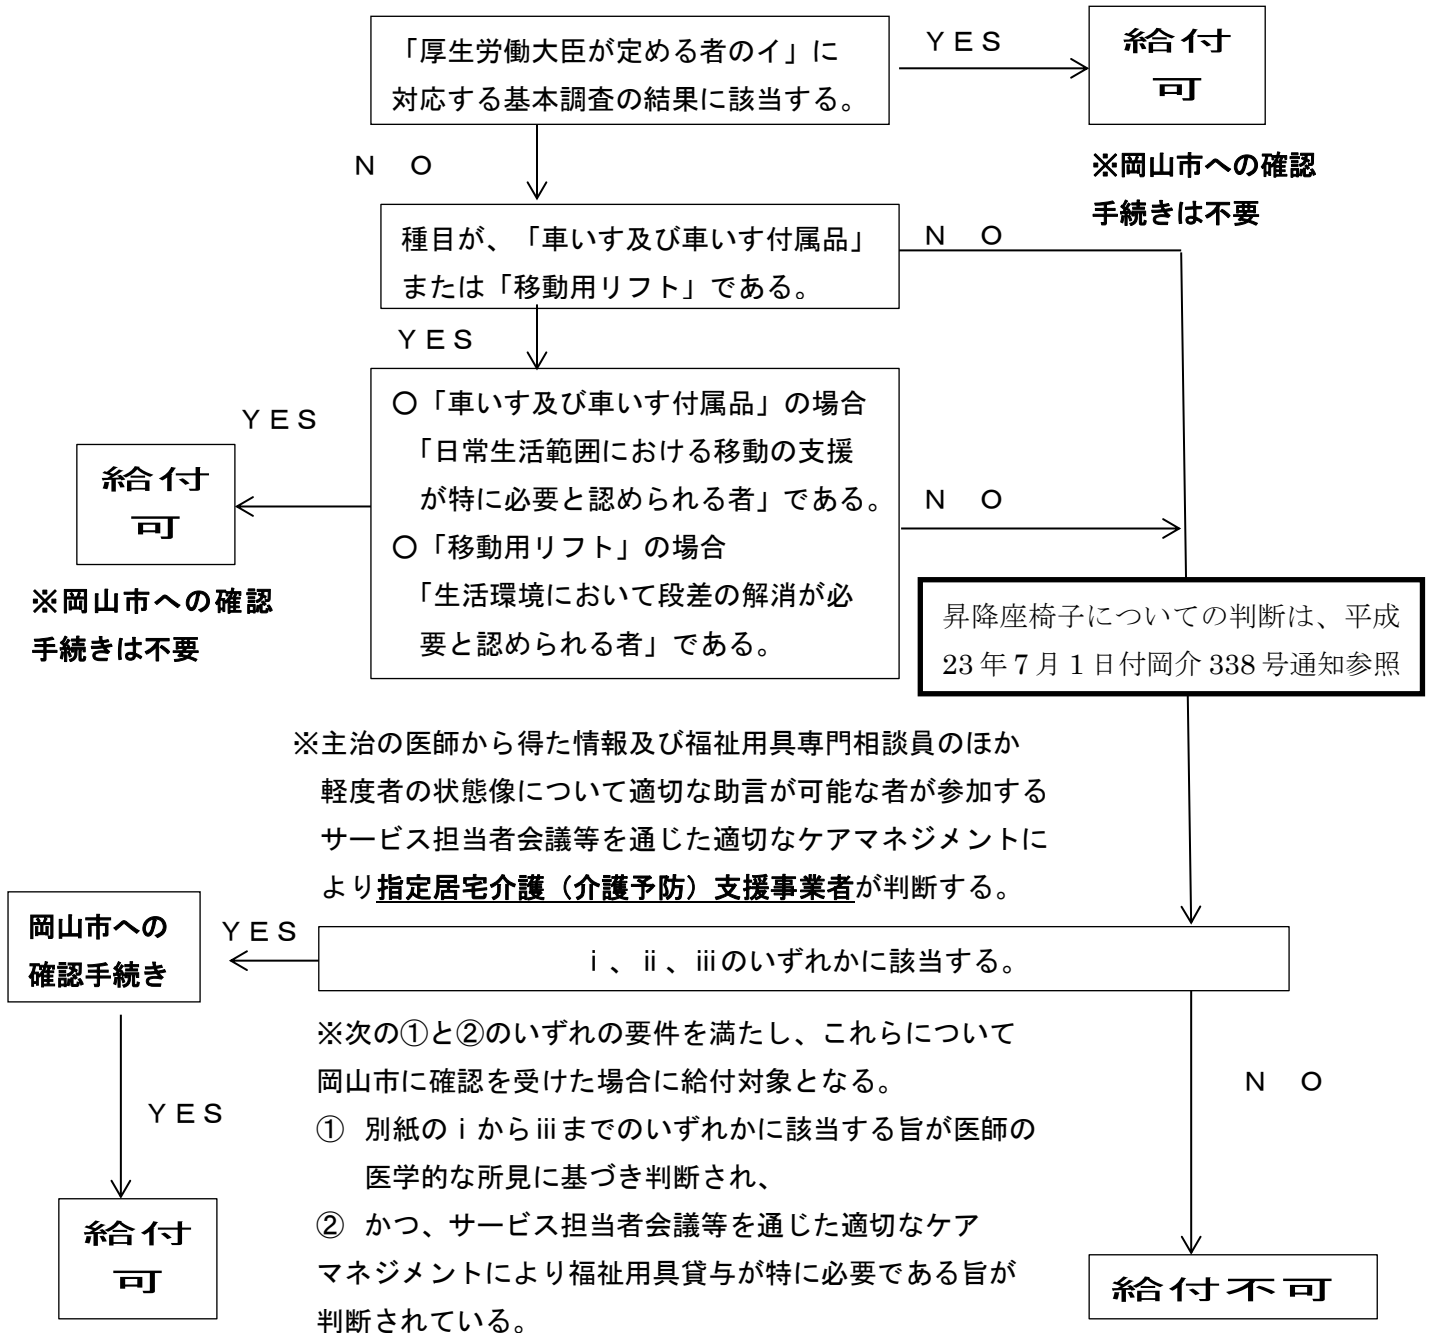 「厚生労働大臣が定める者のイ」に
対応する基本調査の結果に該当する。
ＹＥＳ
給付
可
※岡山市への確認
手続きは不要
Ｎ　Ｏ
種目が、「車いす及び車いす付属品」
または「移動用リフト」である。
Ｎ　Ｏ
ＹＥＳ
〇「車いす及び車いす付属品」の場合
「日常生活範囲における移動の支援
が特に必要と認められる者」である。
〇「移動用リフト」の場合
「生活環境において段差の解消が必
要と認められる者」である。
ＹＥＳ
給付
可
※岡山市への確認
手続きは不要
Ｎ　Ｏ
昇降座椅子についての判断は、平成
23年7月1日付岡介338号通知参照
※主治の医師から得た情報及び福祉用具専門相談員のほか
軽度者の状態像について適切な助言が可能な者が参加する
サービス担当者会議等を通じた適切なケアマネジメントに
より指定居宅介護（介護予防）支援事業者が判断する。
ⅰ、ⅱ、ⅲのいずれかに該当する。
ＹＥＳ
岡山市への
確認手続き
ＹＥＳ
給付
可
※次の①と②のいずれの要件を満たし、これらについて
岡山市に確認を受けた場合に給付対象となる。
①　別紙のⅰからⅲまでのいずれかに該当する旨が医師の
医学的な所見に基づき判断され、
②　かつ、サービス担当者会議等を通じた適切なケア
マネジメントにより福祉用具貸与が特に必要である旨が
判断されている。
Ｎ　Ｏ
給付不可